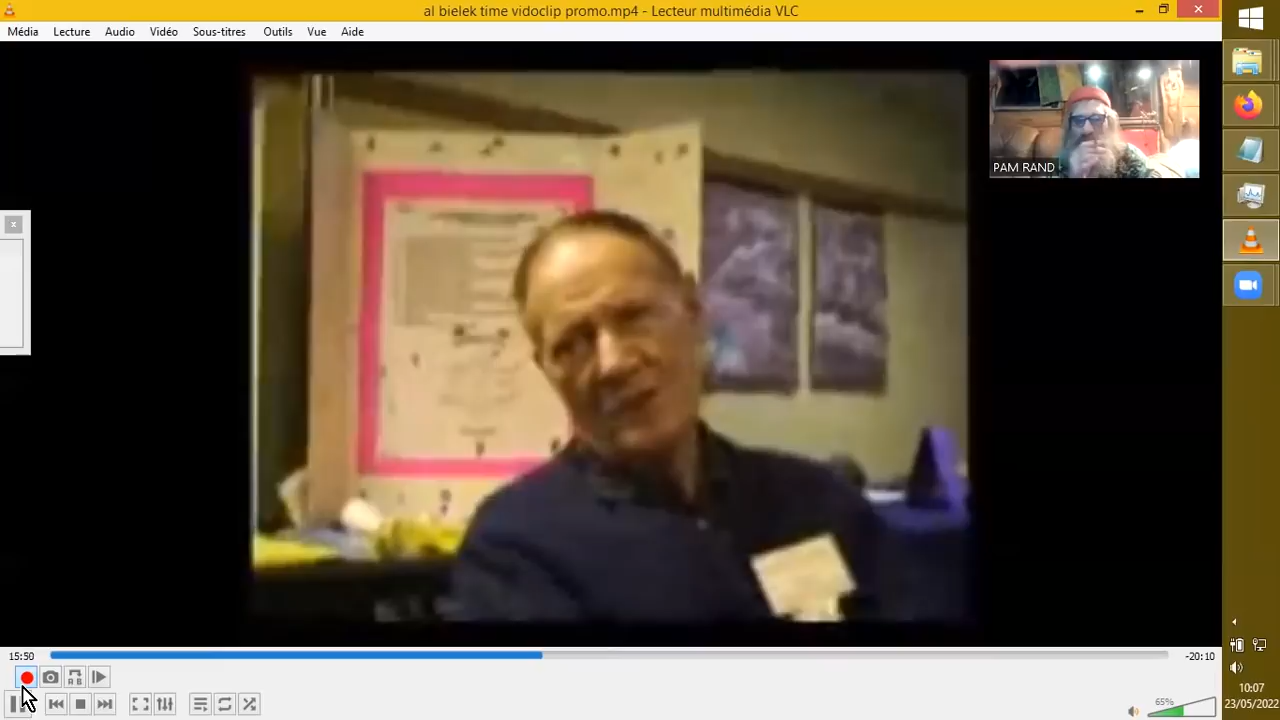 al bielek time vidoclip promo.mp4 - Lecteur multimédia VLC
Média Lecture Audio Vidéo Sous-titres Outils Vue Aide
PAM RAND
15:50
-20:10
65%
10:07
23/05/2022